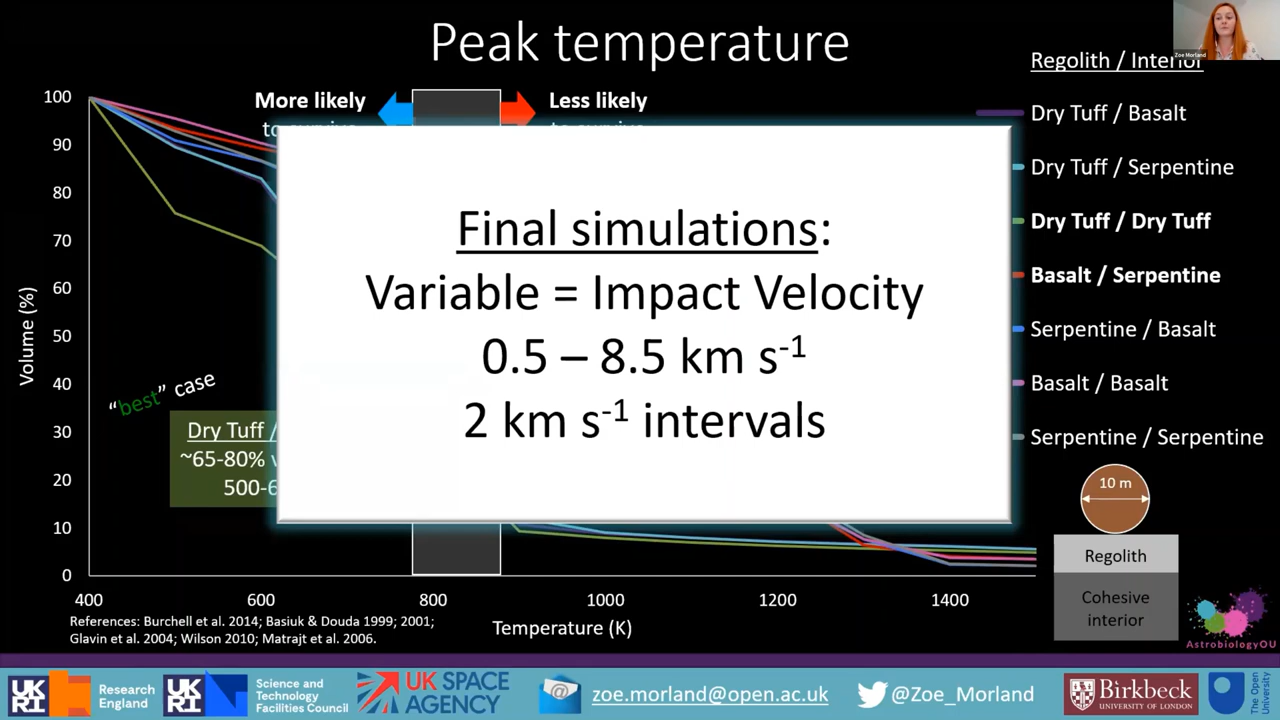 Peak temperature
Zoe Morland
Regolith / Interior
Dry Tuff / Basalt
Dry Tuff / Serpentine
Dry Tuff / Dry Tuff
Basalt / Serpentine
Serpentine / Basalt
Basalt / Basalt
Serpentine / Serpentine
More likely
to survive
Less likely
to survive
Final simulations:
Variable = Impact Velocity
0.5 – 8.5 km s-1
2 km s-1 intervals
Volume (%)
100
90
80
70
60
50
40
30
20
10
0
"best" case
Dry Tuff /
~65-80% v
500-6
400
600
800
1000
1200
1400
Temperature (K)
10 m
Regolith
Cohesive
interior
References: Burchell et al. 2014; Basiuk & Douda 1999; 2001;
Glavin et al. 2004; Wilson 2010; Matrajt et al. 2006.
AstrobiologyOU
UKRI Research England
UKRI Science and Technology Facilities Council
UK SPACE AGENCY
zoe.morland@open.ac.uk
@Zoe_Morland
Birkbeck
UNIVERSITY OF LONDON
The Open University